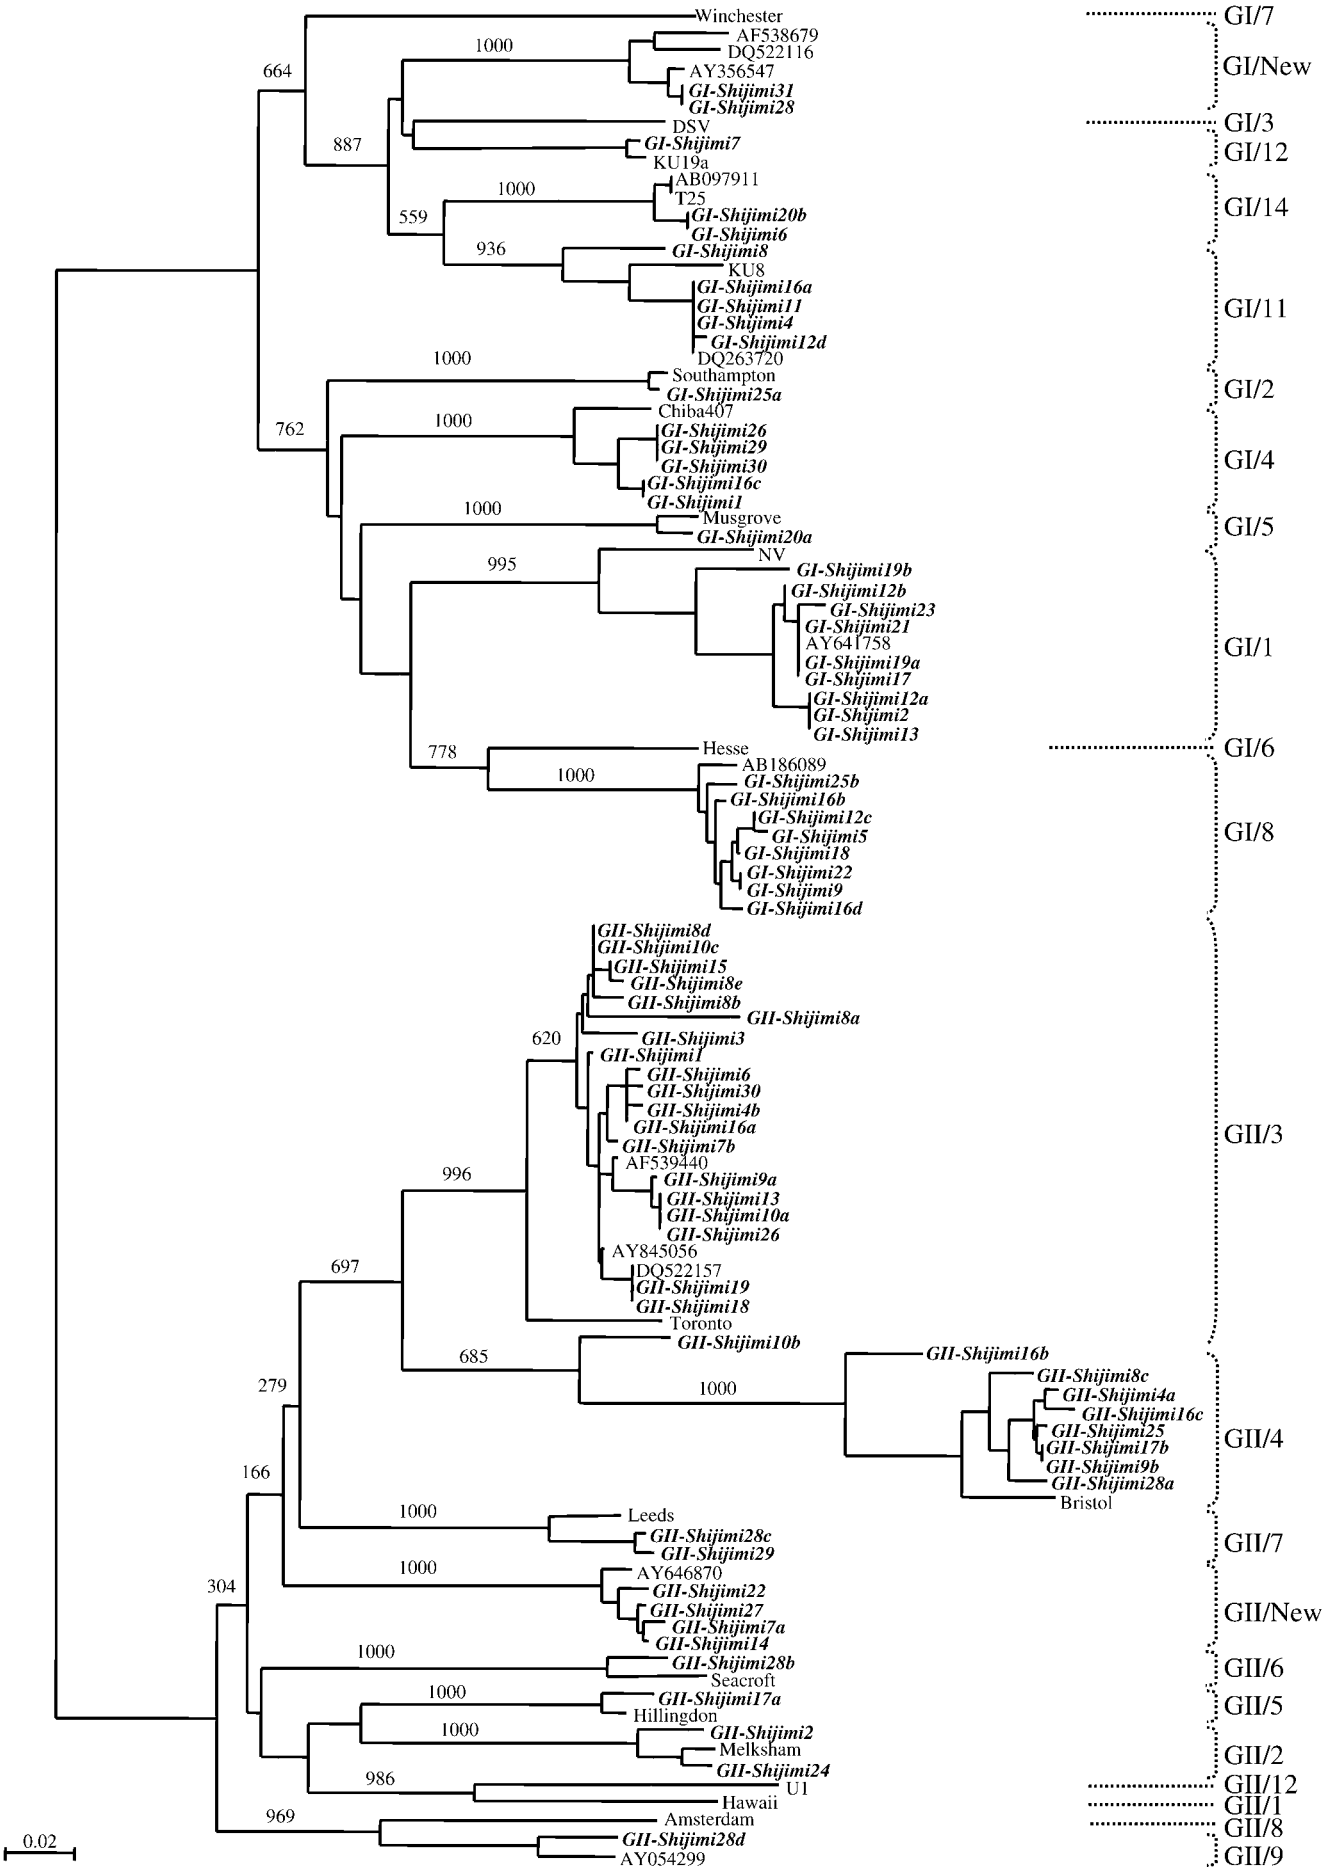 Winchester GI/7
AF538679
1000
DQ522116
664
AY356547 GI/New
GI-Shijimi31
GI-Shijimi28
DSV GI/3
887
GI-Shijimi7
GI/12
KU19a
AB097911
1000
T25
GI/14
559
GI-Shijimi20b
GI-Shijimi6
936
GI-Shijimi8
KU8
GI-Shijimi16a
GI-Shijimi11 GI/11
GI-Shijimi4
GI-Shijimi12d
1000
DQ263720
Southampton
GI/2
GI-Shijimi25a
Chiba407
1000
762
GI-Shijimi26
GI-Shijimi29
GI/4
GI-Shijimi30
GI-Shijimi16c
GI-Shijimi1
1000
Musgrove
GI/5
GI-Shijimi20a
NV
995
GI-Shijimi19b
GI-Shijimi12b
GI-Shijimi23
GI-Shijimi21
AY641758 GI/1
GI-Shijimi19a
GI-Shijimi17
GI-Shijimi12a
GI-Shijimi2
GI-Shijimi13
778
Hesse GI/6
AB186089
1000
GI-Shijimi25b
GI-Shijimi16b
GI-Shijimi12c
GI-Shijimi5 GI/8
GI-Shijimi18
GI-Shijimi22
GI-Shijimi9
GI-Shijimi16d
GII-Shijimi8d
GII-Shijimi10c
GII-Shijimi15
GII-Shijimi8e
GII-Shijimi8b
GII-Shijimi8a
620
GII-Shijimi3
GII-Shijimi1
GII-Shijimi6
GII-Shijimi30
GII-Shijimi4b
GII-Shijimi16a GII/3
GII-Shijimi7b
AF539440
996
GII-Shijimi9a
GII-Shijimi13
GII-Shijimi10a
GII-Shijimi26
AY845056
697
DQ522157
GII-Shijimi19
GII-Shijimi18
Toronto
GII-Shijimi10b
685
GII-Shijimi16b
GII-Shijimi8c
279
1000
GII-Shijimi4a
GII-Shijimi16c
GII-Shijimi25 GII/4
GII-Shijimi17b
GII-Shijimi9b
166
GII-Shijimi28a
Bristol
1000
Leeds
GII-Shijimi28c
GII/7
GII-Shijimi29
1000
AY646870
304
GII-Shijimi22
GII-Shijimi27
GII/New
GII-Shijimi7a
GII-Shijimi14
1000
GII-Shijimi28b
GII/6
Seacroft
1000
GII-Shijimi17a
GII/5
Hillingdon
1000
GII-Shijimi2
Melksham
GII/2
GII-Shijimi24
986
U1 GII/12
Hawaii GII/1
969
Amsterdam GII/8
GII-Shijimi28d
0.02
AY054299 GII/9